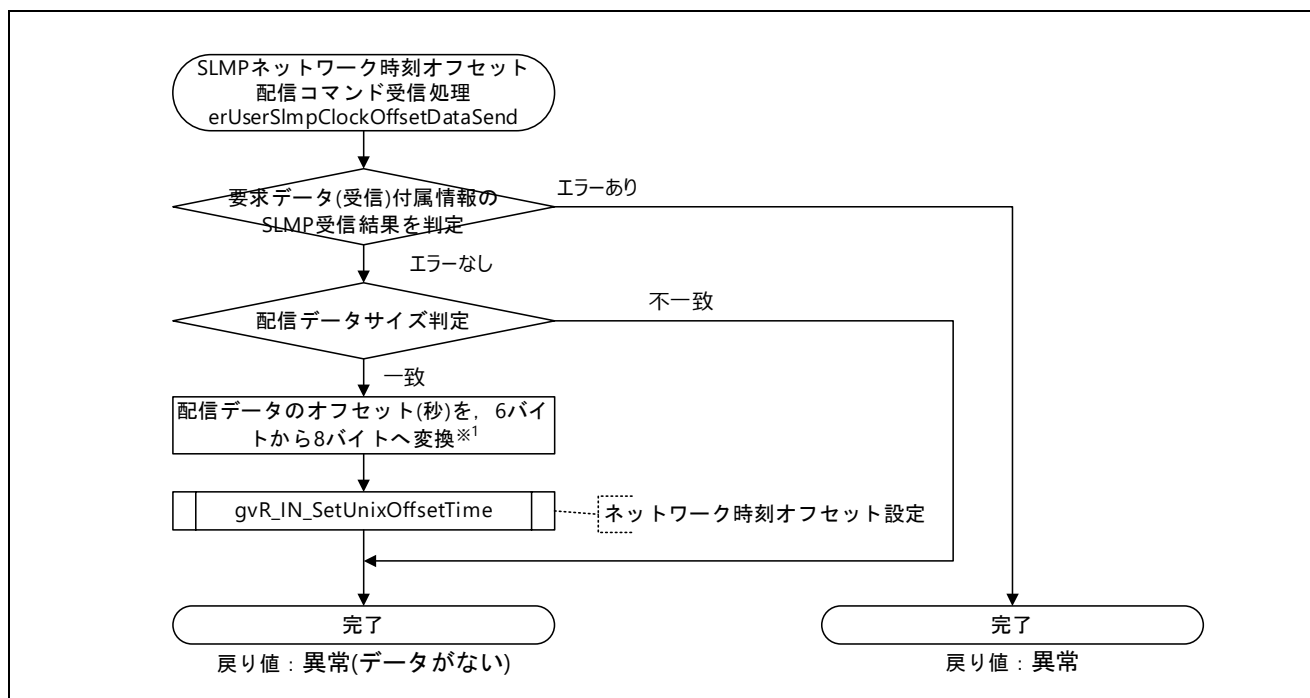 SLMPネットワーク時刻オフセット
配信コマンド受信処理
erUserSlmpClockOffsetDataSend
要求データ(受信)付属情報の
SLMP受信結果を判定
エラーあり
エラーなし
配信データサイズ判定
不一致
一致
配信データのオフセット(秒)を，6バイ
トから8バイトへ変換※1
gvR_IN_SetUnixOffsetTime
ネットワーク時刻オフセット設定
完了
戻り値：異常(データがない)
完了
戻り値：異常